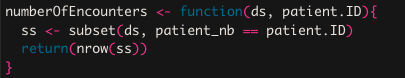 numberOfEncounters <- function(ds, patient.ID){
  ss <- subset(ds, patient_nb == patient.ID)
  return(nrow(ss))
}